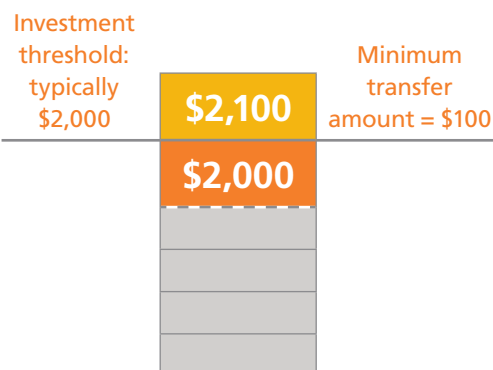 Investment
threshold:
typically
$2,000
$2,100
$2,000
Minimum
transfer
amount = $100